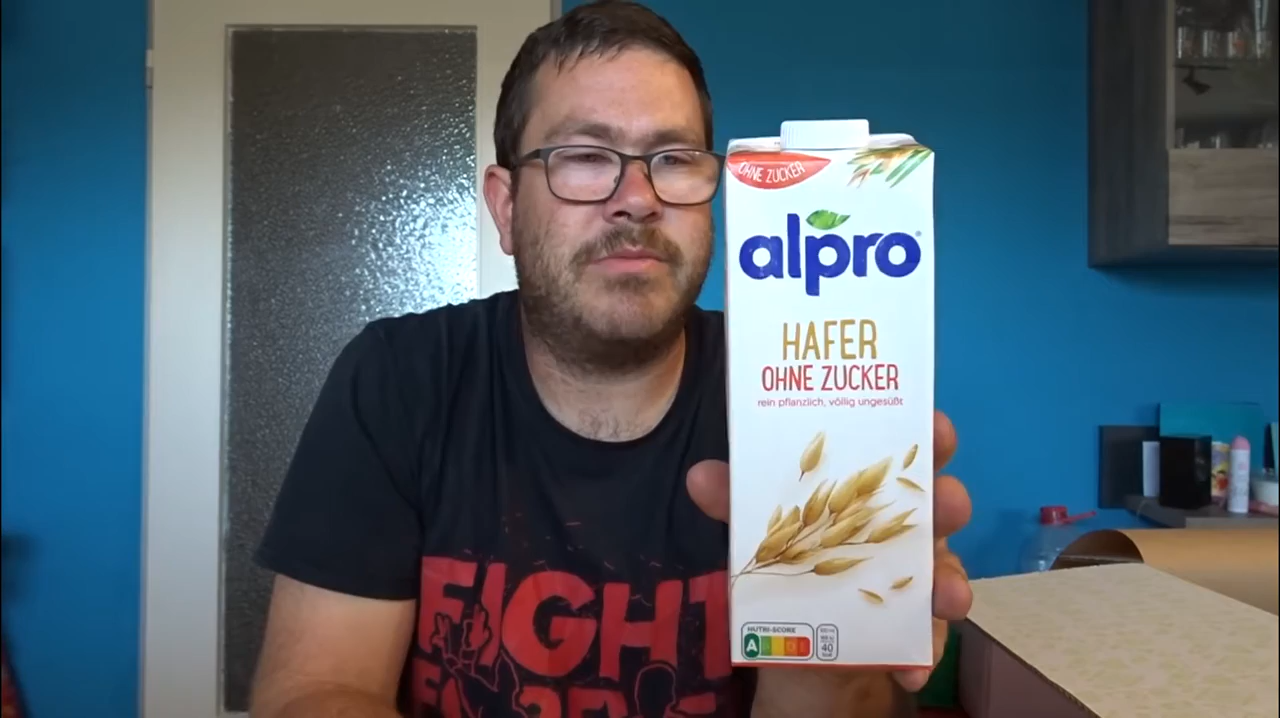 OHNE ZUCKER
alpro®
HAFER
OHNE ZUCKER
rein pflanzlich, völlig ungesüßt
NUTRI-SCORE
A
40
FIGHT